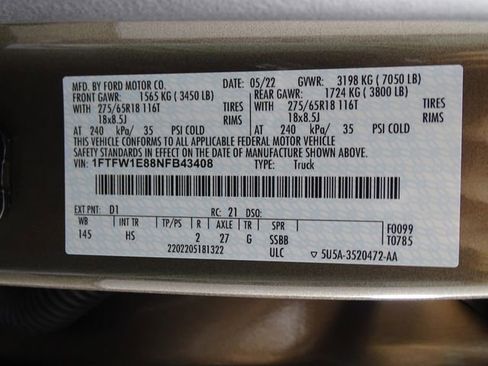 MFD. BY FORD MOTOR CO. 05/22 GVWR: 3198 KG ( 7050 LB)
FRONT GAWR: 1565 KG ( 3450 LB) REAR GAWR: 1724 KG ( 3800 LB)
WITH 275/65R18 116T TIRES WITH 275/65R18 116T TIRES
18x8.5J RIMS 18x8.5J RIMS
AT 240 kPa/ 35 PSI COLD AT 240 kPa/ 35 PSI COLD
THIS VEHICLE CONFORMS TO ALL APPLICABLE FEDERAL MOTOR VEHICLE
SAFETY STANDARDS IN EFFECT ON THE DATE OF MANUFACTURE SHOWN ABOVE.
VIN: 1FTFW1E88NFB43408 TYPE: Truck
EXT PNT: D1 RC: 21 DSO: F0099
WB INT TR TP/PS R AXLE TR SPR T0785
145 HS 2 27 G SSBB
2202205181322 ULC ▽ 5U5A-3520472-AA